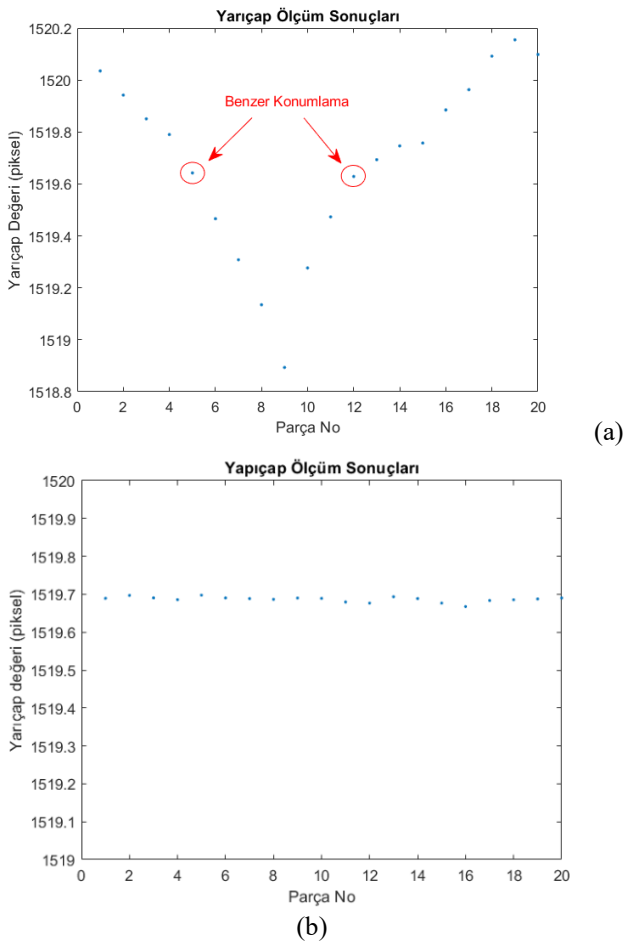 Yarıçap Ölçüm Sonuçları
1520.2
1520
1519.8
1519.6
1519.4
1519.2
1519
1518.8
Yarıçap Değeri (piksel)
Benzer Konumlama
0 2 4 6 8 10 12 14 16 18 20
Parça No
(a)
Yapıçap Ölçüm Sonuçları
1520
1519.9
1519.8
1519.7
1519.6
1519.5
1519.4
1519.3
1519.2
1519.1
1519
Yarıçap değeri (piksel)
0 2 4 6 8 10 12 14 16 18 20
Parça No
(b)